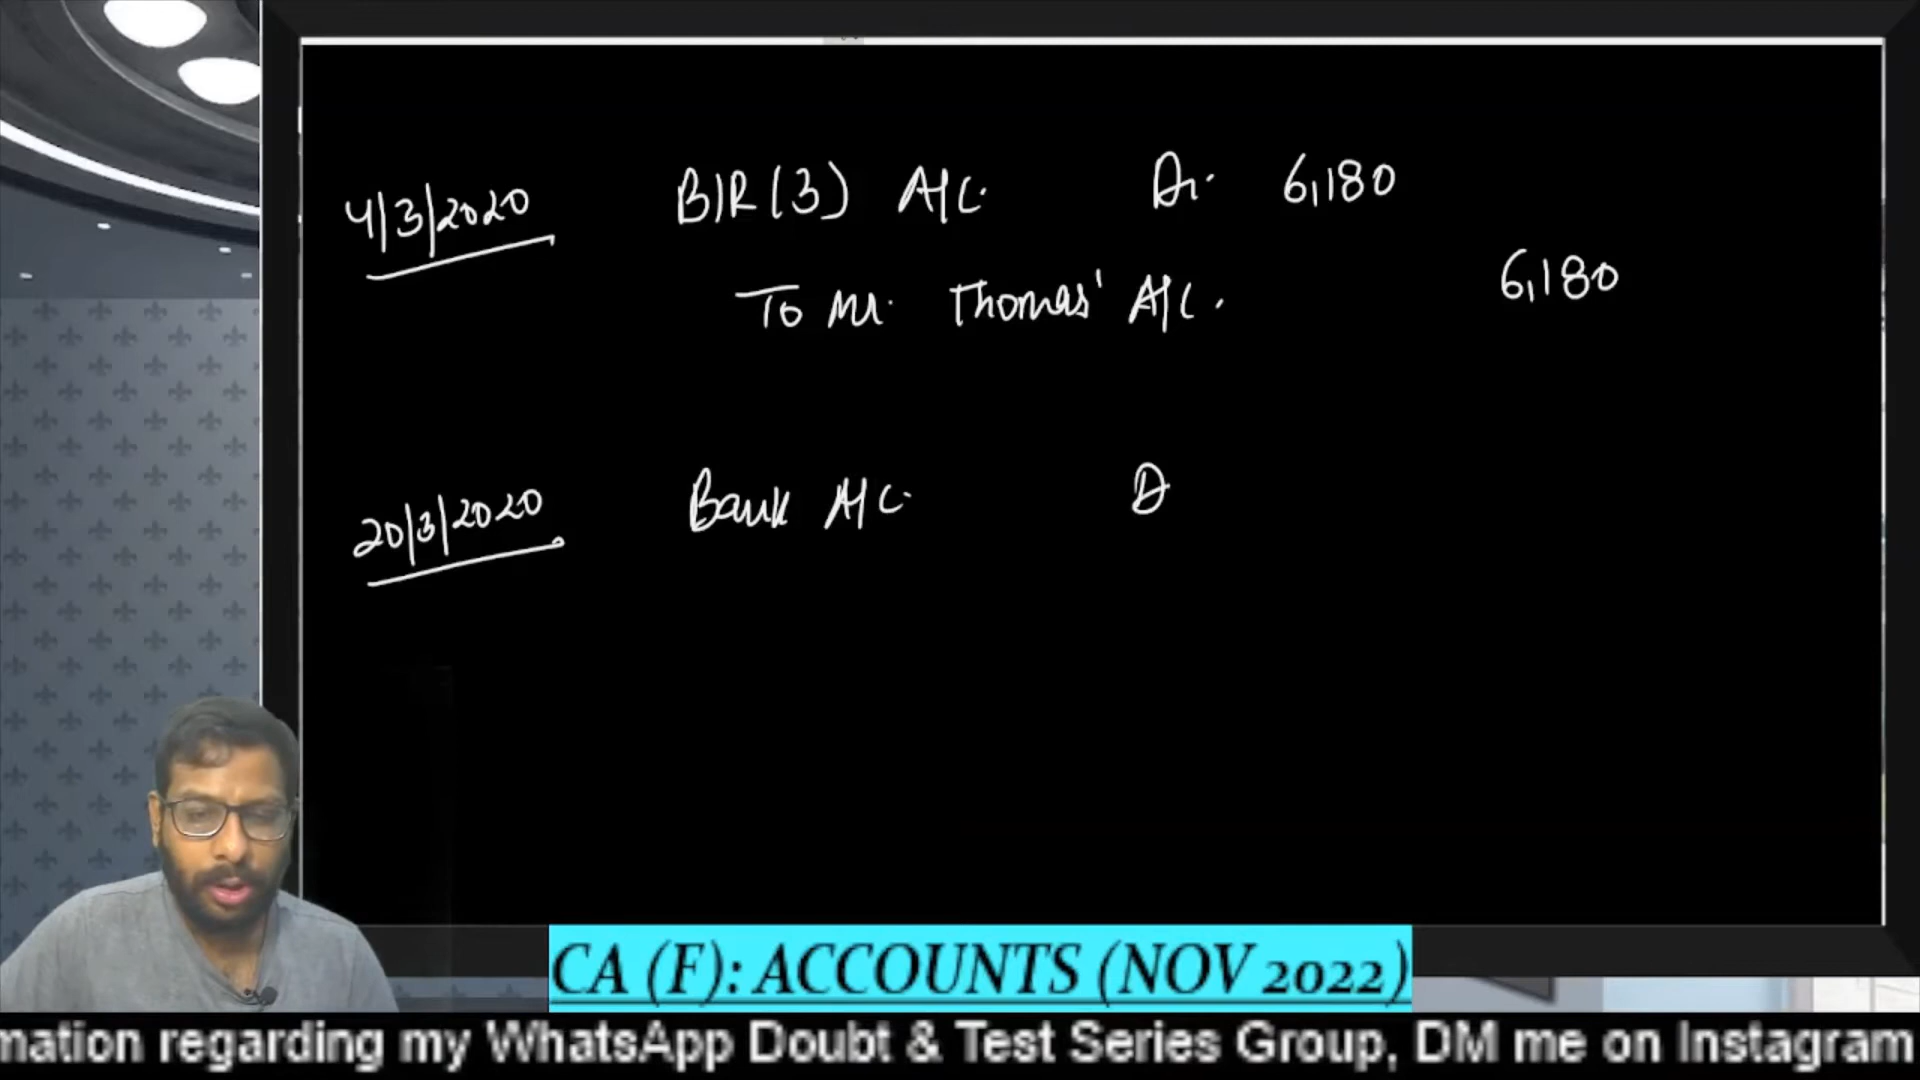 4/3/2020 B/R(3) A/C. Dr. 6,180
To Mr. Thomas' A/C. 6,180
20/3/2020 Bank A/C. D
CA (F): ACCOUNTS (NOV 2022)
mation regarding my WhatsApp Doubt & Test Series Group, DM me on Instagram